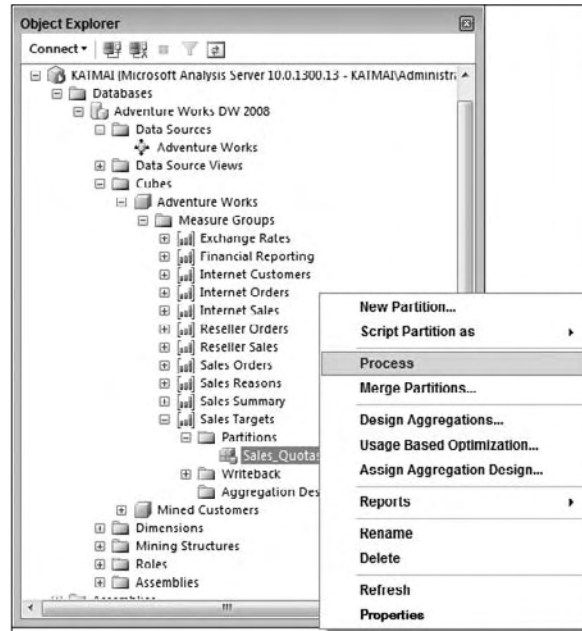 Object Explorer
Connect
KATMAI (Microsoft Analysis Server 10.0.1300.13 - KATMAI\Administr
Databases
Adventure Works DW 2008
Data Sources
Adventure Works
Data Source Views
Cubes
Adventure Works
Measure Groups
Exchange Rates
Financial Reporting
Internet Customers
Internet Orders
Internet Sales
Reseller Orders
Reseller Sales
Sales Orders
Sales Reasons
Sales Summary
Sales Targets
Partitions
Sales_Quotas
Writeback
Aggregation Des
Mined Customers
Dimensions
Mining Structures
Roles
Assemblies
New Partition...
Script Partition as
Process
Merge Partitions...
Design Aggregations...
Usage Based Optimization...
Assign Aggregation Design...
Reports
Rename
Delete
Refresh
Properties